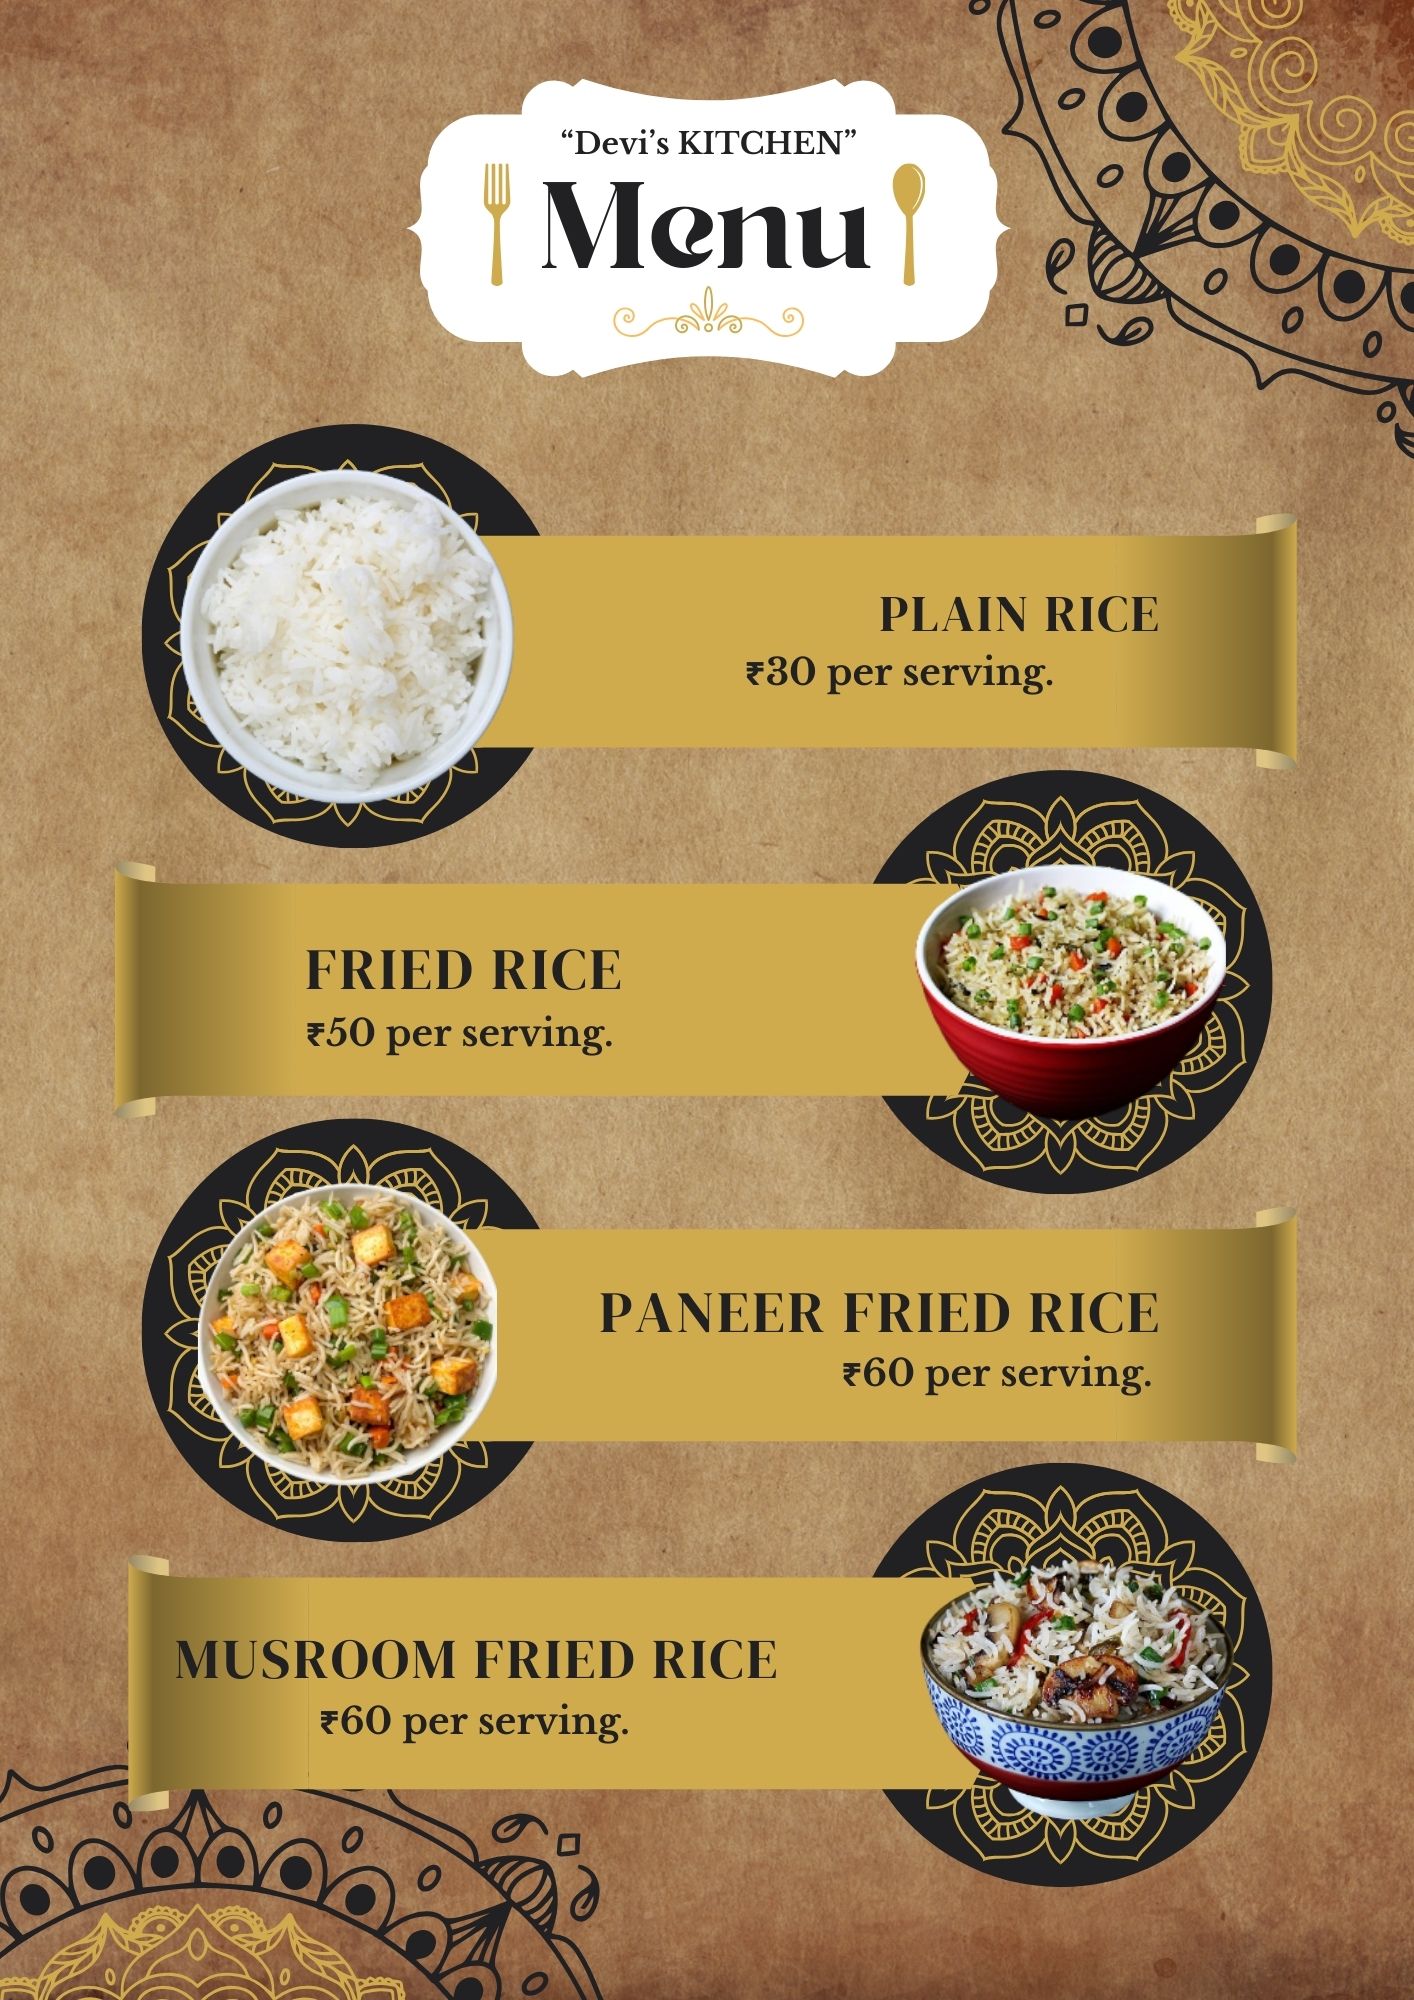 “Devi’s KITCHEN”
Menu
PLAIN RICE
₹30 per serving.
FRIED RICE
₹50 per serving.
PANEER FRIED RICE
₹60 per serving.
MUSROOM FRIED RICE
₹60 per serving.